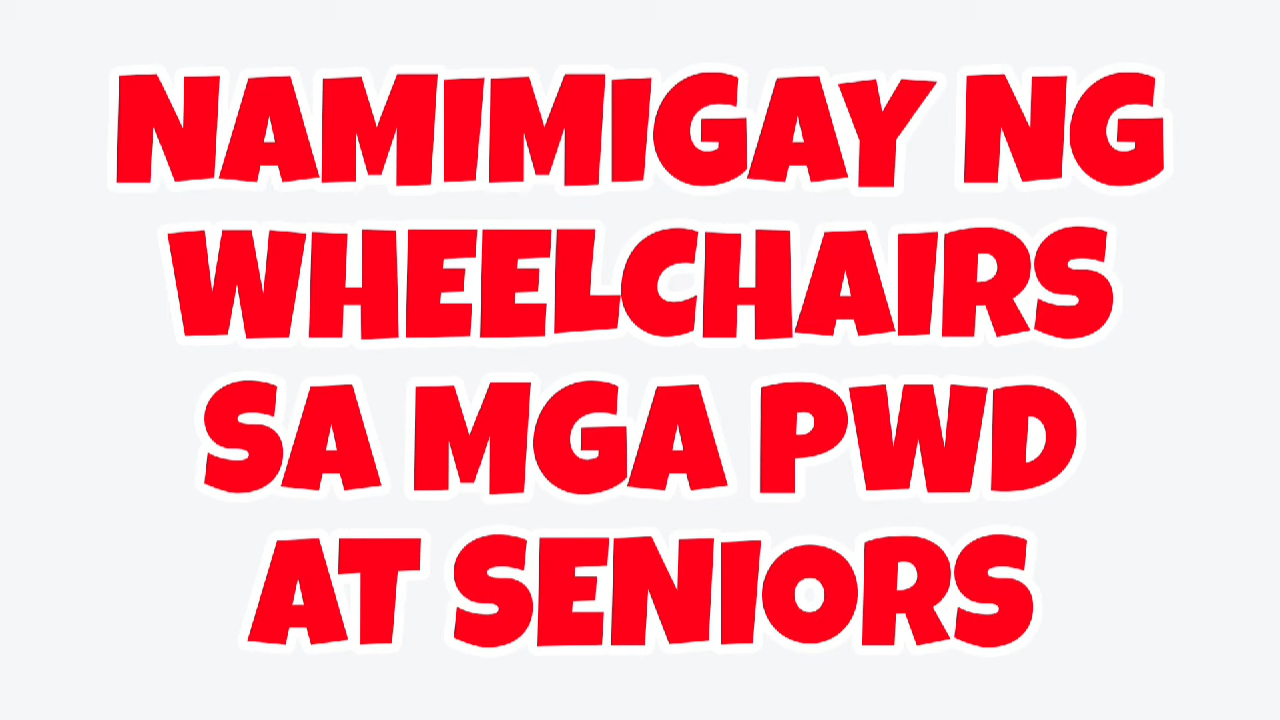 NAMIMIGAY NG
WHEELCHAIRS
SA MGA PWD
AT SENIORS